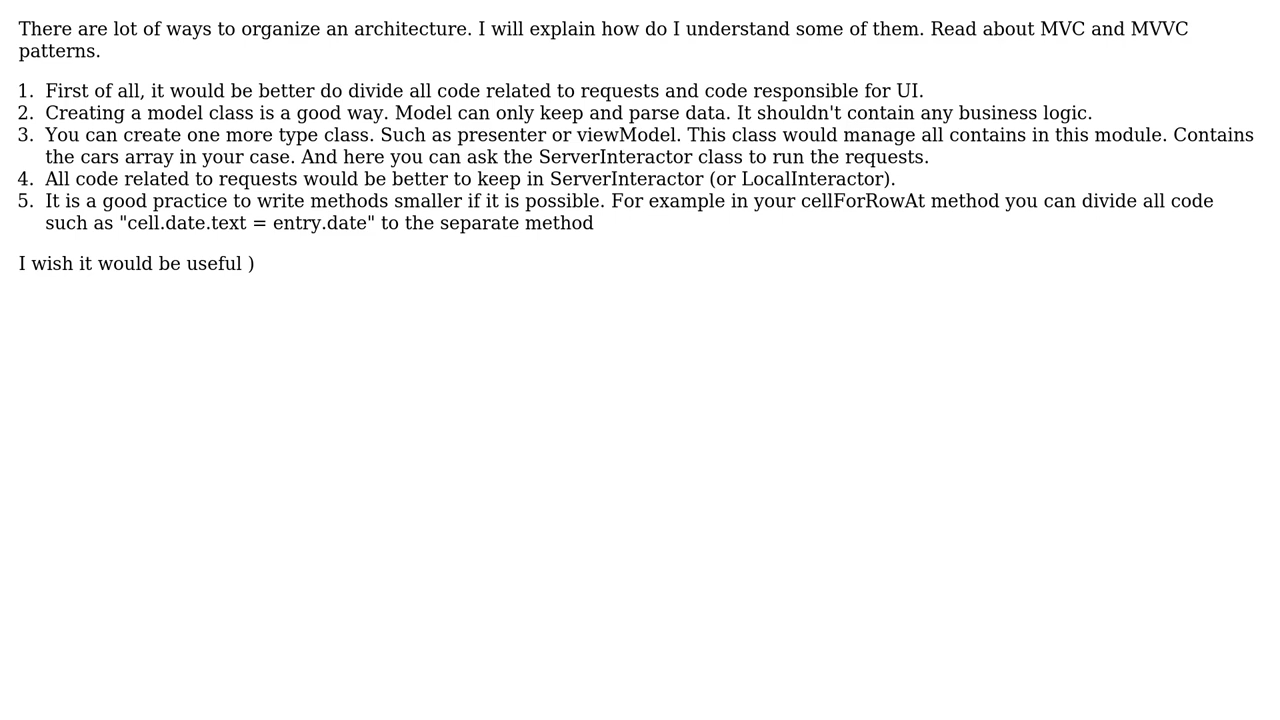 There are lot of ways to organize an architecture. I will explain how do I understand some of them. Read about MVC and MVVC
patterns.
1. First of all, it would be better do divide all code related to requests and code responsible for UI.
2. Creating a model class is a good way. Model can only keep and parse data. It shouldn't contain any business logic.
3. You can create one more type class. Such as presenter or viewModel. This class would manage all contains in this module. Contains
the cars array in your case. And here you can ask the ServerInteractor class to run the requests.
4. All code related to requests would be better to keep in ServerInteractor (or LocalInteractor).
5. It is a good practice to write methods smaller if it is possible. For example in your cellForRowAt method you can divide all code
such as "cell.date.text = entry.date" to the separate method
I wish it would be useful )